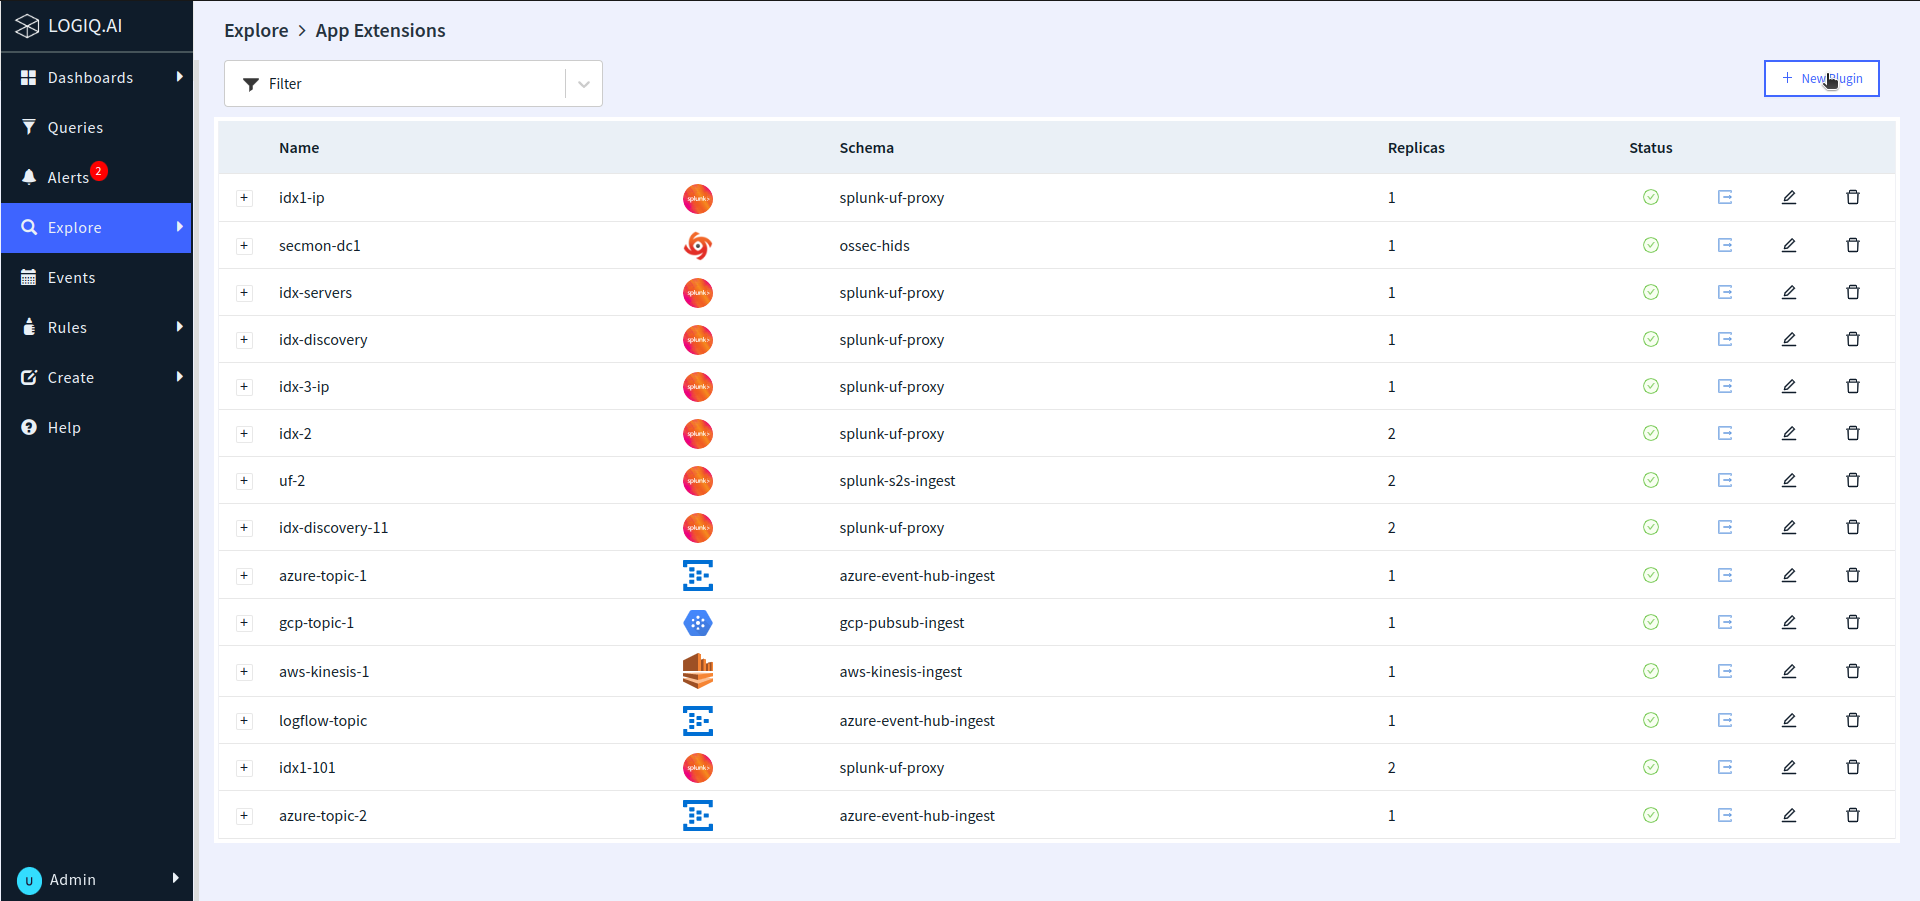 LOGIQ.AI
Explore > App Extensions
Dashboards
Queries
Alerts 2
Explore
Events
Rules
Create
Help
U Admin
Filter
+ New Plugin
Name Schema Replicas Status
+ idx1-ip splunk> splunk-uf-proxy 1
+ secmon-dc1 ossec-hids 1
+ idx-servers splunk> splunk-uf-proxy 1
+ idx-discovery splunk> splunk-uf-proxy 1
+ idx-3-ip splunk> splunk-uf-proxy 1
+ idx-2 splunk> splunk-uf-proxy 2
+ uf-2 splunk> splunk-s2s-ingest 2
+ idx-discovery-11 splunk> splunk-uf-proxy 2
+ azure-topic-1 azure-event-hub-ingest 1
+ gcp-topic-1 gcp-pubsub-ingest 1
+ aws-kinesis-1 aws-kinesis-ingest 1
+ logflow-topic azure-event-hub-ingest 1
+ idx1-101 splunk> splunk-uf-proxy 2
+ azure-topic-2 azure-event-hub-ingest 1